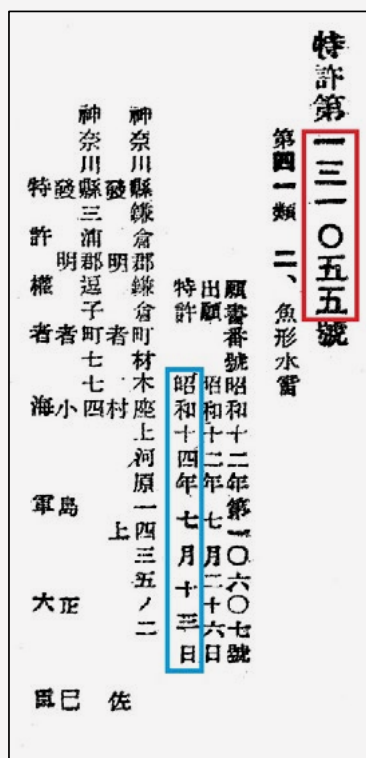 特許第一三一〇五五號
第四一類 二、魚形水雷
願書番號昭和十二年第一〇六〇七號
出願昭和十二年七月二十六日
特許昭和十四年七月十三日
神奈川縣鎌倉郡鎌倉町材木座上河原一四三五ノ二
發明者村上佐
神奈川縣三浦郡逗子町七七四
發明者小島正巳
特許權者海軍大臣